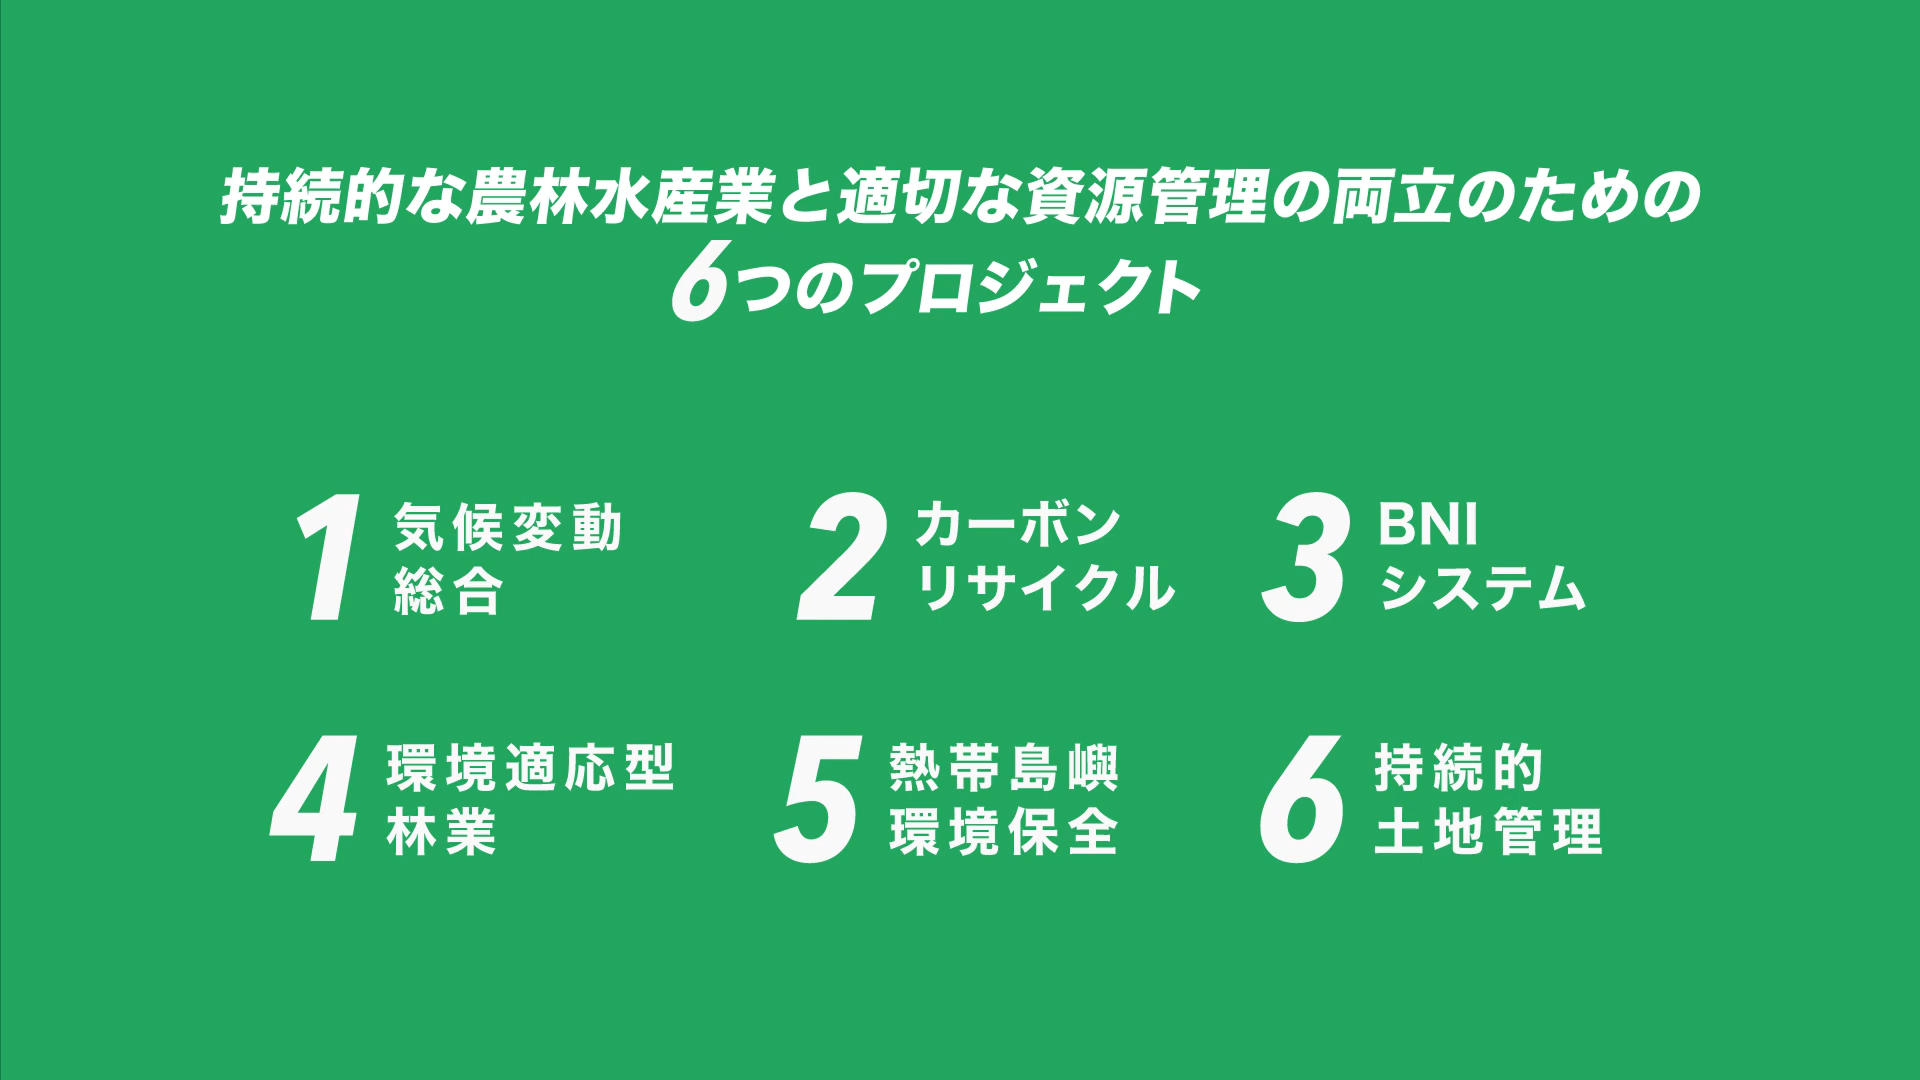 持続的な農林水産業と適切な資源管理の両立のための
6つのプロジェクト
1 気候変動
総合
2 カーボン
リサイクル
3 BNI
システム
4 環境適応型
林業
5 熱帯島嶼
環境保全
6 持続的
土地管理